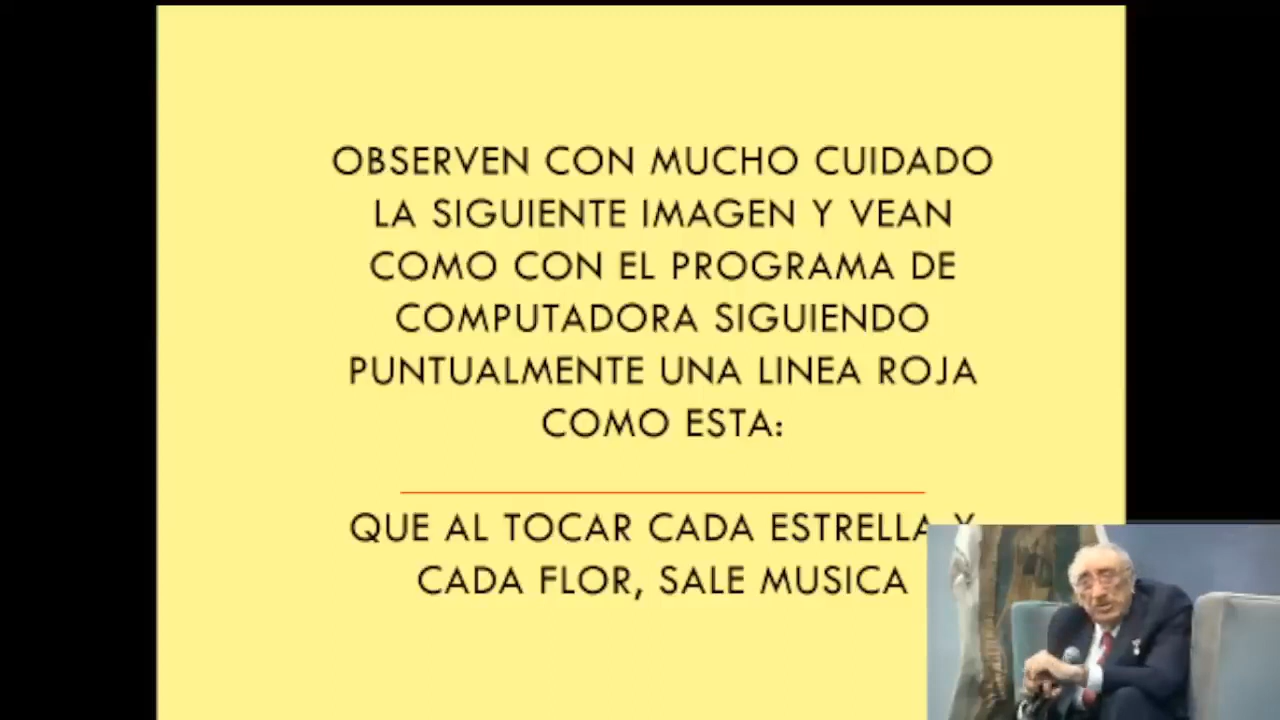 OBSERVEN CON MUCHO CUIDADO
LA SIGUIENTE IMAGEN Y VEAN
COMO CON EL PROGRAMA DE
COMPUTADORA SIGUIENDO
PUNTUALMENTE UNA LINEA ROJA
COMO ESTA:
QUE AL TOCAR CADA ESTRELLA Y
CADA FLOR, SALE MUSICA